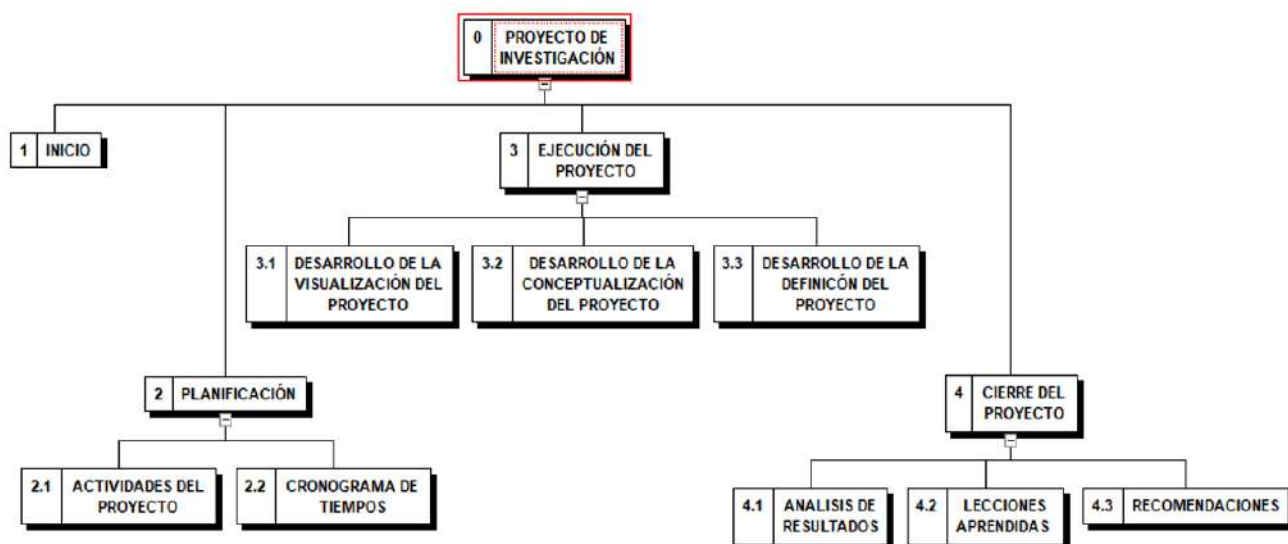 0 PROYECTO DE
INVESTIGACIÓN
1 INICIO
3 EJECUCIÓN DEL
PROYECTO
3.1 DESARROLLO DE LA
VISUALIZACIÓN DEL
PROYECTO
3.2 DESARROLLO DE LA
CONCEPTUALIZACIÓN
DEL PROYECTO
3.3 DESARROLLO DE LA
DEFINICÓN DEL
PROYECTO
2 PLANIFICACIÓN
4 CIERRE DEL
PROYECTO
2.1 ACTIVIDADES DEL
PROYECTO
2.2 CRONOGRAMA DE
TIEMPOS
4.1 ANALISIS DE
RESULTADOS
4.2 LECCIONES
APRENDIDAS
4.3 RECOMENDACIONES